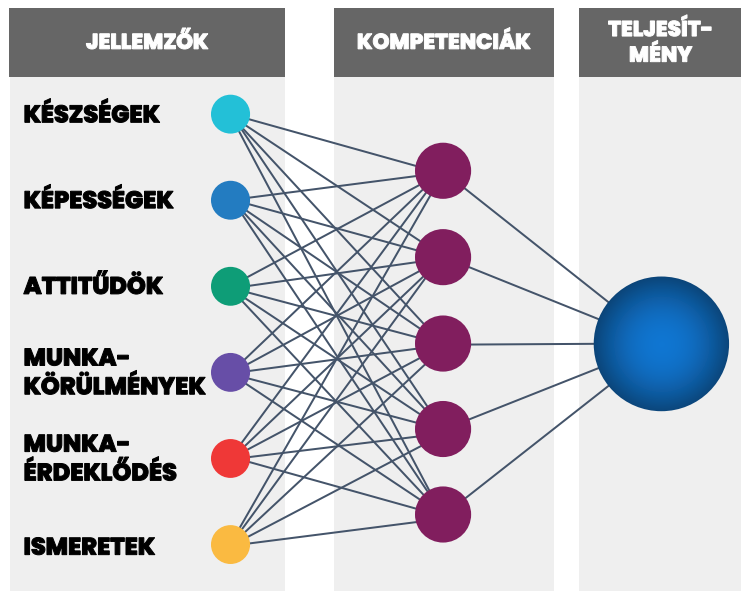 JELLEMZŐK
KOMPETENCIÁK
TELJESÍT-
MÉNY
KÉSZSÉGEK
KÉPESSÉGEK
ATTITŰDÖK
MUNKA-
KÖRÜLMÉNYEK
MUNKA-
ÉRDEKLŐDÉS
ISMERETEK